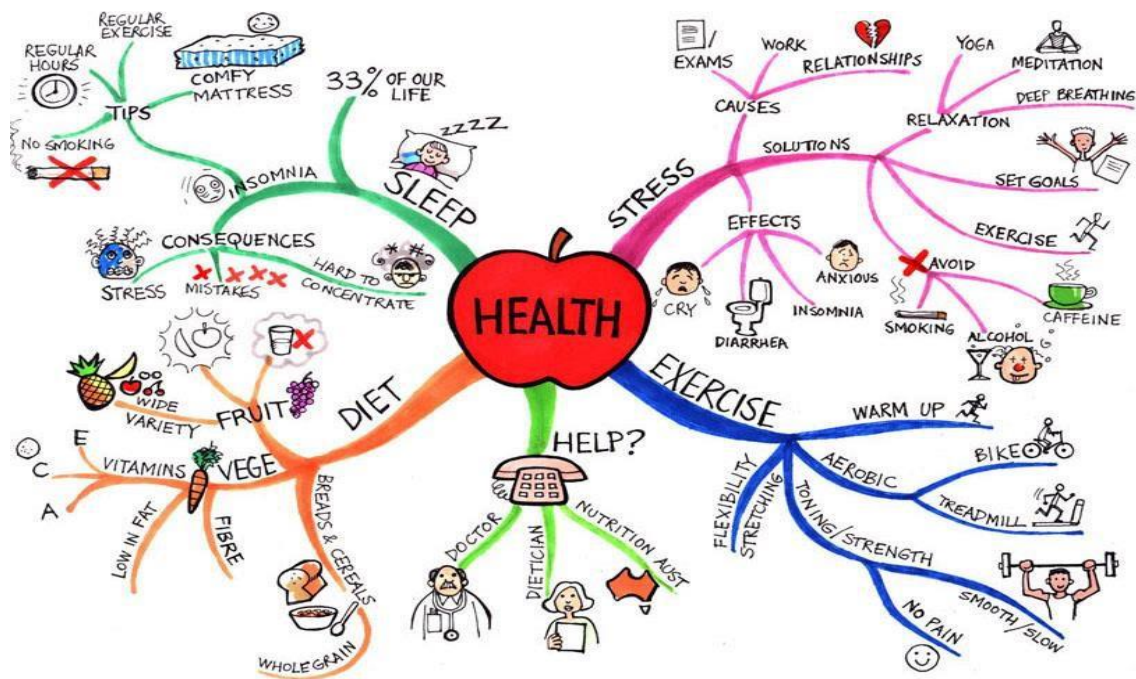 HEALTH
SLEEP
33% OF OUR
LIFE
ZZZZ
INSOMNIA
TIPS
REGULAR
EXERCISE
REGULAR
HOURS
COMFY
MATTRESS
NO SMOKING
CONSEQUENCES
STRESS
MISTAKES
HARD TO
CONCENTRATE
STRESS
CAUSES
EXAMS
WORK
RELATIONSHIPS
SOLUTIONS
RELAXATION
YOGA
MEDITATION
DEEP BREATHING
SET GOALS
EXERCISE
AVOID
SMOKING
ALCOHOL
CAFFEINE
EFFECTS
CRY
DIARRHEA
INSOMNIA
ANXIOUS
DIET
FRUIT
WIDE
VARIETY
VEGE
VITAMINS
E
C
A
LOW IN FAT
FIBRE
BREADS & CEREALS
WHOLEGRAIN
HELP?
DOCTOR
DIETICIAN
NUTRITION AUST
EXERCISE
WARM UP
AEROBIC
BIKE
TREADMILL
TONING/STRENGTH
SMOOTH/SLOW
NO PAIN
FLEXIBILITY
STRETCHING